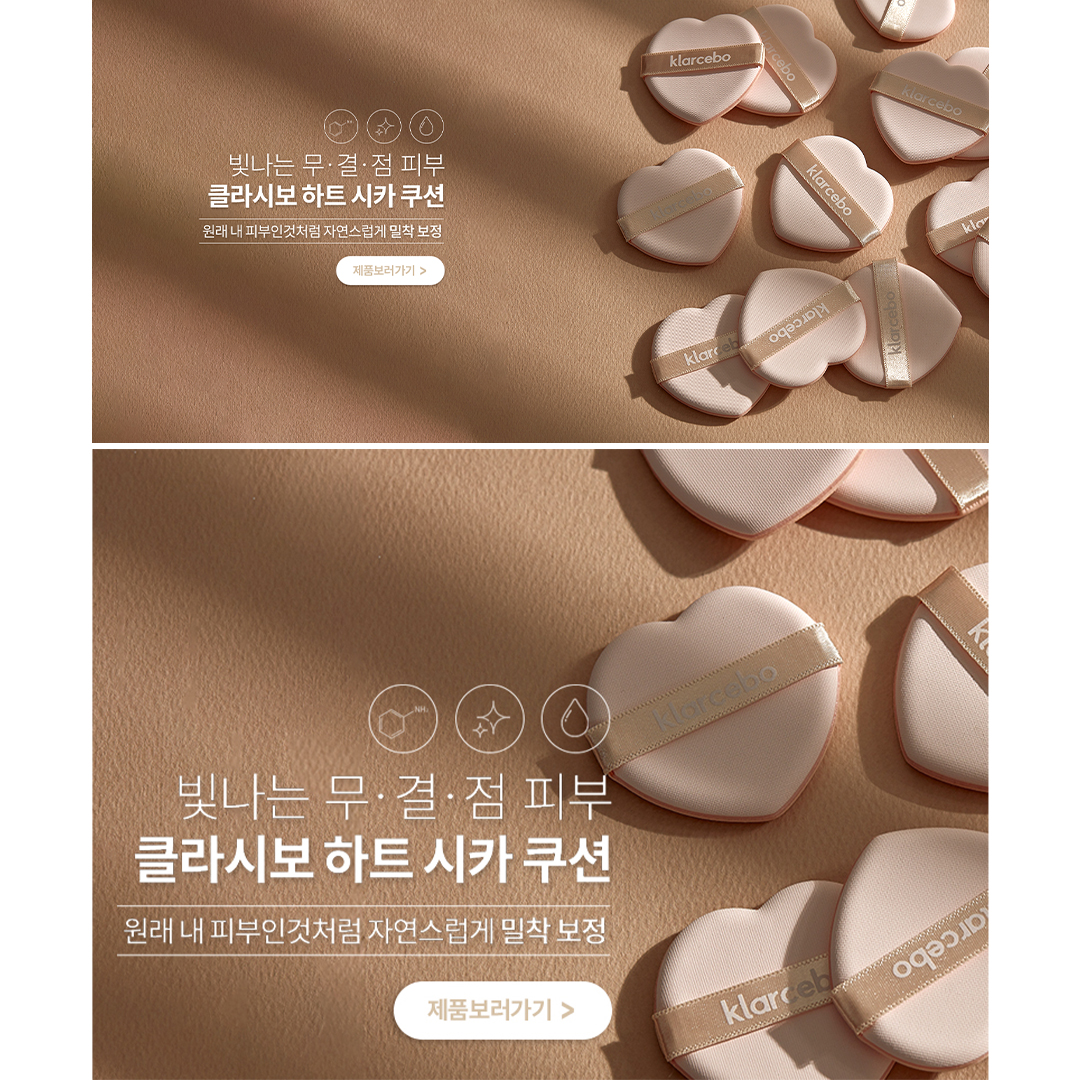 klarcebo
klarcebo
klarcebo
빛나는 무·결·점 피부
클라시보 하트 시카 쿠션
원래 내 피부인것처럼 자연스럽게 밀착 보정
제품보러가기 >
klarcebo
klarcebo
klarcebo
klarcebo
klarcebo
klarcebo
NH₂
빛나는 무·결·점 피부
클라시보 하트 시카 쿠션
원래 내 피부인것처럼 자연스럽게 밀착 보정
제품보러가기 >
klarceb
arcebo